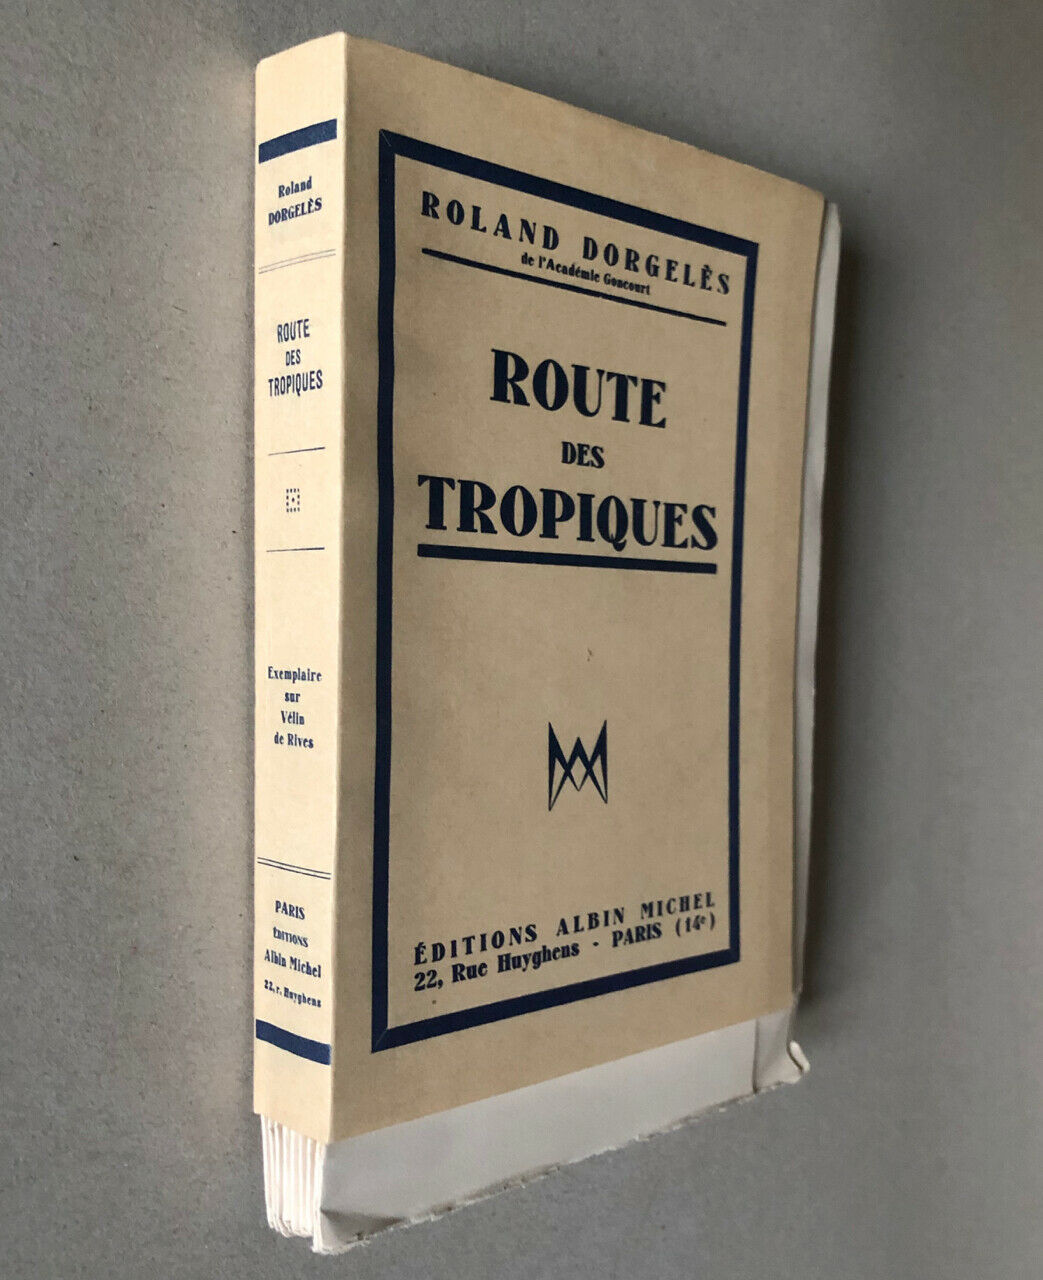 Roland
DORGELÈS
ROUTE
DES
TROPIQUES
Exemplaire
sur
Vélin
de Rives
PARIS
ÉDITIONS
Albin Michel
22, r. Huyghens
ROLAND DORGELÈS
de l'Académie Goncourt
ROUTE
DES
TROPIQUES
ÉDITIONS ALBIN MICHEL
22, Rue Huyghens - PARIS (14e)